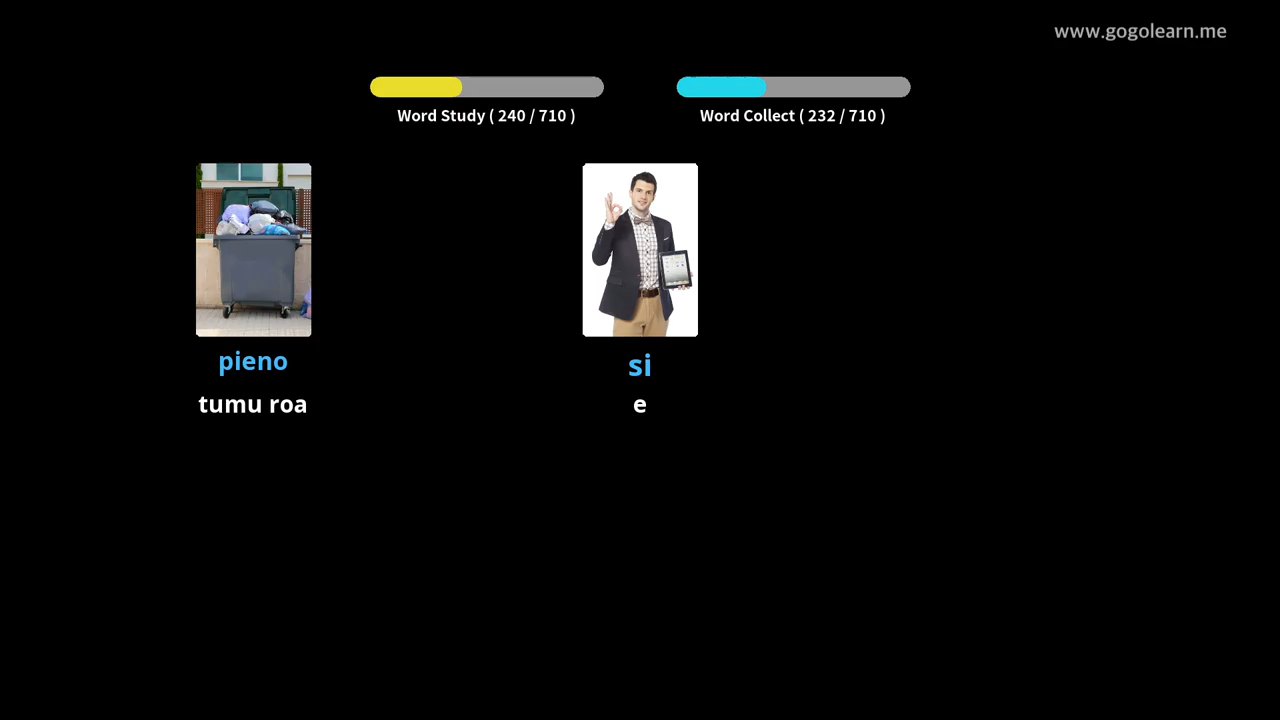 www.gogolearn.me
Word Study ( 240 / 710 )
Word Collect ( 232 / 710 )
pieno
tumu roa
si
e